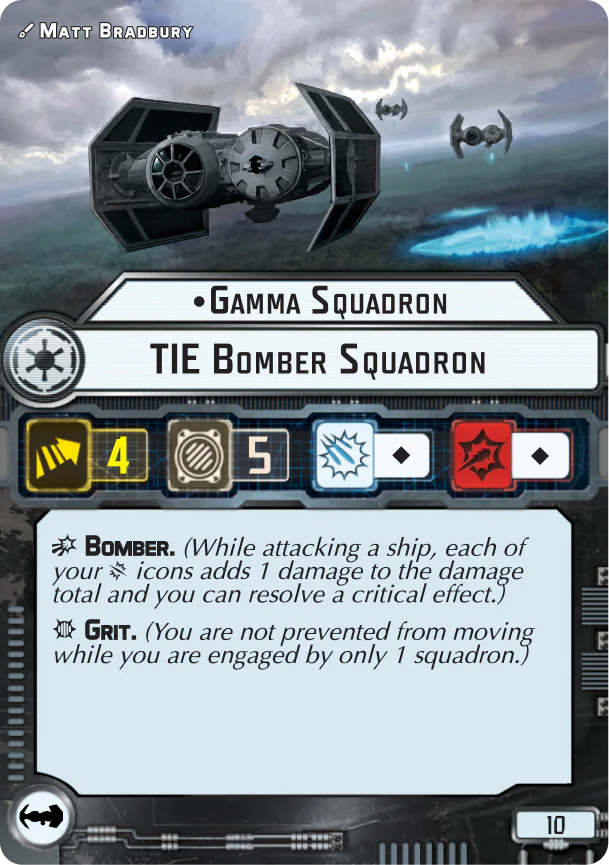 Matt Bradbury
•Gamma Squadron
TIE Bomber Squadron
4 5
Bomber. (While attacking a ship, each of
your icons adds 1 damage to the damage
total and you can resolve a critical effect.)
Grit. (You are not prevented from moving
while you are engaged by only 1 squadron.)
10